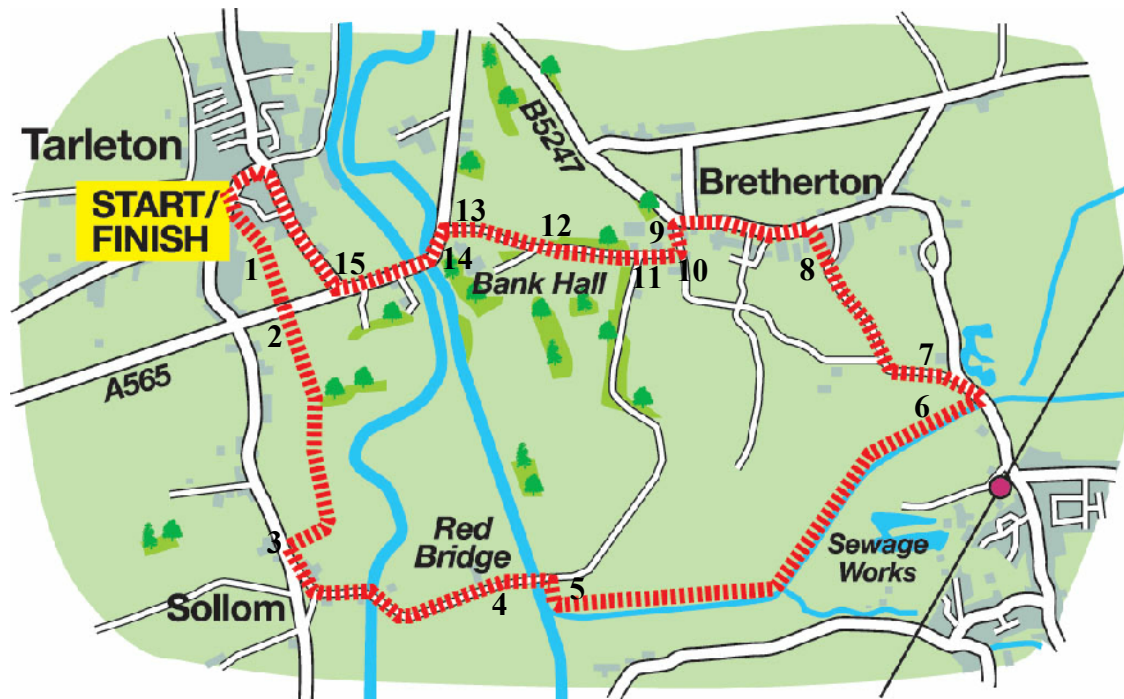 Tarleton
START/
FINISH
B5247
Bretherton
13
12
9
1
15
14
Bank Hall
11
10
8
2
A565
7
6
3
Red
Bridge
Sewage
Works
4
5
Sollom